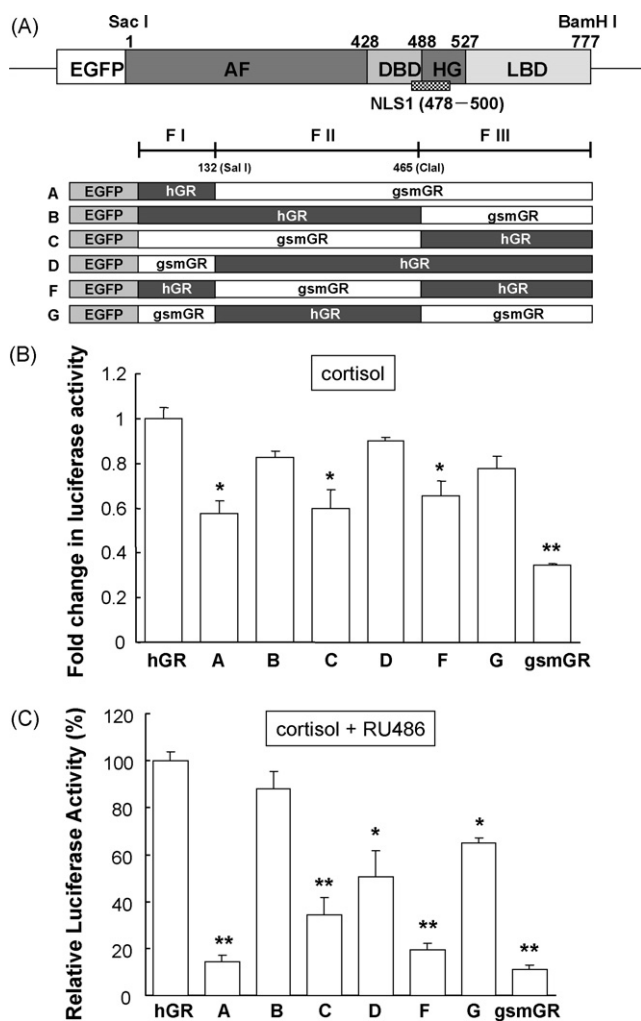 (A)
Sac I
BamH I
1 428 488 527 777
EGFP AF DBD HG LBD
NLS1 (478–500)
F I F II F III
132 (Sal I) 465 (ClaI)
A EGFP hGR gsmGR
B EGFP hGR gsmGR
C EGFP gsmGR hGR
D EGFP gsmGR hGR
F EGFP hGR gsmGR hGR
G EGFP gsmGR hGR gsmGR
(B)
cortisol
Fold change in luciferase activity
1.2
1
0.8
0.6
0.4
0.2
0
* * * **
hGR A B C D F G gsmGR
(C)
cortisol + RU486
Relative Luciferase Activity (%)
120
100
80
60
40
20
0
** ** * ** * **
hGR A B C D F G gsmGR